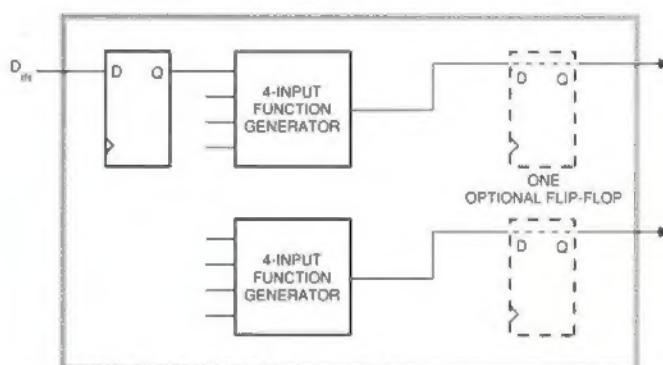 D IN
D Q
4-INPUT
FUNCTION
GENERATOR
D Q
ONE
OPTIONAL FLIP-FLOP
4-INPUT
FUNCTION
GENERATOR
D Q